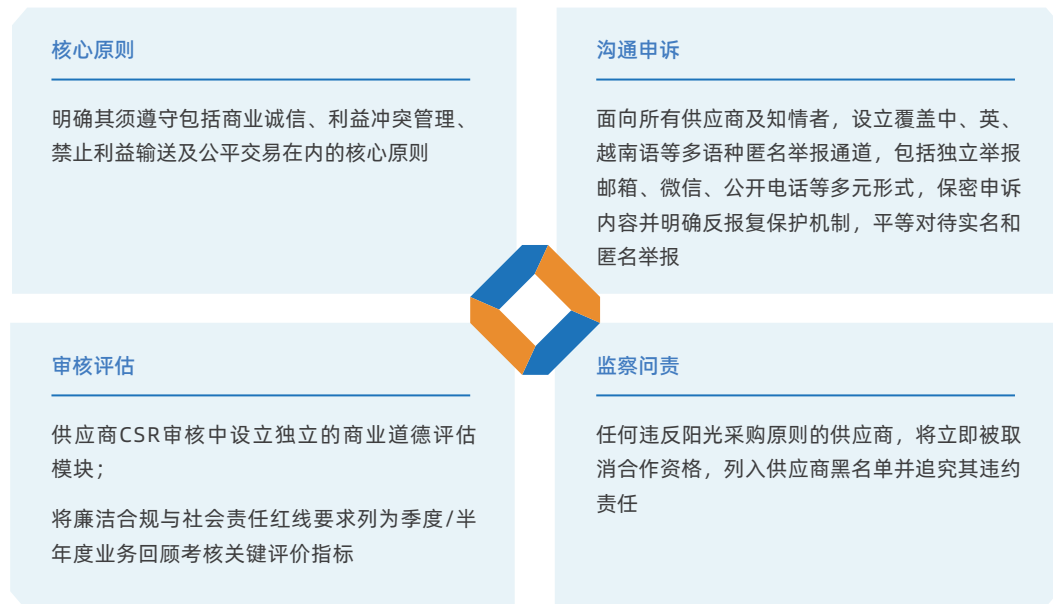 核心原则
明确其须遵守包括商业诚信、利益冲突管理、
禁止利益输送及公平交易在内的核心原则
沟通申诉
面向所有供应商及知情者，设立覆盖中、英、
越南语等多语种匿名举报通道，包括独立举报
邮箱、微信、公开电话等多元形式，保密申诉
内容并明确反报复保护机制，平等对待实名和
匿名举报
审核评估
供应商CSR审核中设立独立的商业道德评估
模块；
将廉洁合规与社会责任红线要求列为季度/半
年度业务回顾考核关键评价指标
监察问责
任何违反阳光采购原则的供应商，将立即被取
消合作资格，列入供应商黑名单并追究其违约
责任